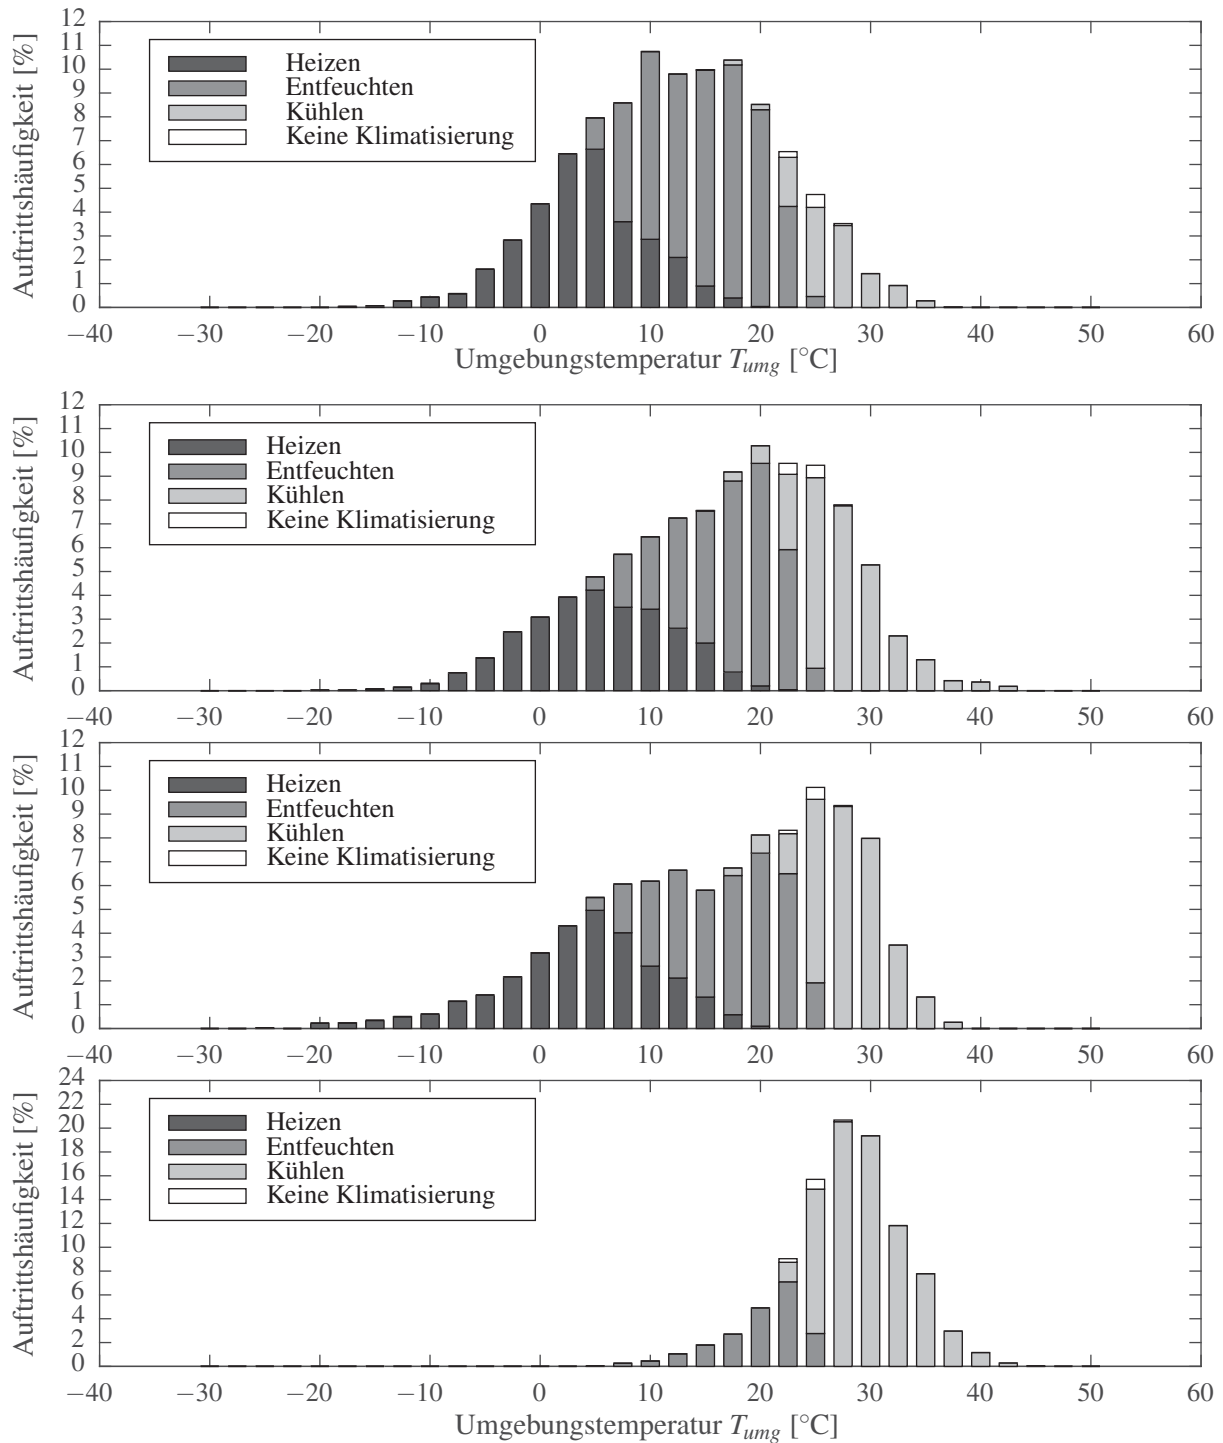 12
11
10
9
8
7
6
5
4
3
2
1
0
Auftrittshäufigkeit [%]
Heizen
Entfeuchten
Kühlen
Keine Klimatisierung
−40 −30 −20 −10 0 10 20 30 40 50 60
Umgebungstemperatur T_umg [°C]
12
11
10
9
8
7
6
5
4
3
2
1
0
Auftrittshäufigkeit [%]
Heizen
Entfeuchten
Kühlen
Keine Klimatisierung
−40 −30 −20 −10 0 10 20 30 40 50 60
12
11
10
9
8
7
6
5
4
3
2
1
0
Auftrittshäufigkeit [%]
Heizen
Entfeuchten
Kühlen
Keine Klimatisierung
−40 −30 −20 −10 0 10 20 30 40 50 60
24
22
20
18
16
14
12
10
8
6
4
2
0
Auftrittshäufigkeit [%]
Heizen
Entfeuchten
Kühlen
Keine Klimatisierung
−40 −30 −20 −10 0 10 20 30 40 50 60
Umgebungstemperatur T_umg [°C]